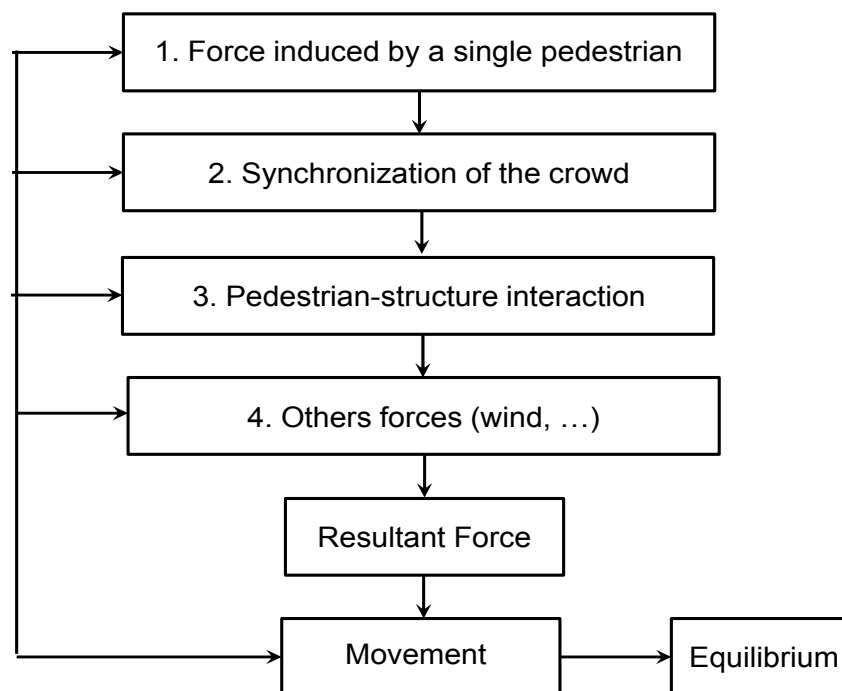 1. Force induced by a single pedestrian
2. Synchronization of the crowd
3. Pedestrian-structure interaction
4. Others forces (wind, …)
Resultant Force
Movement
Equilibrium